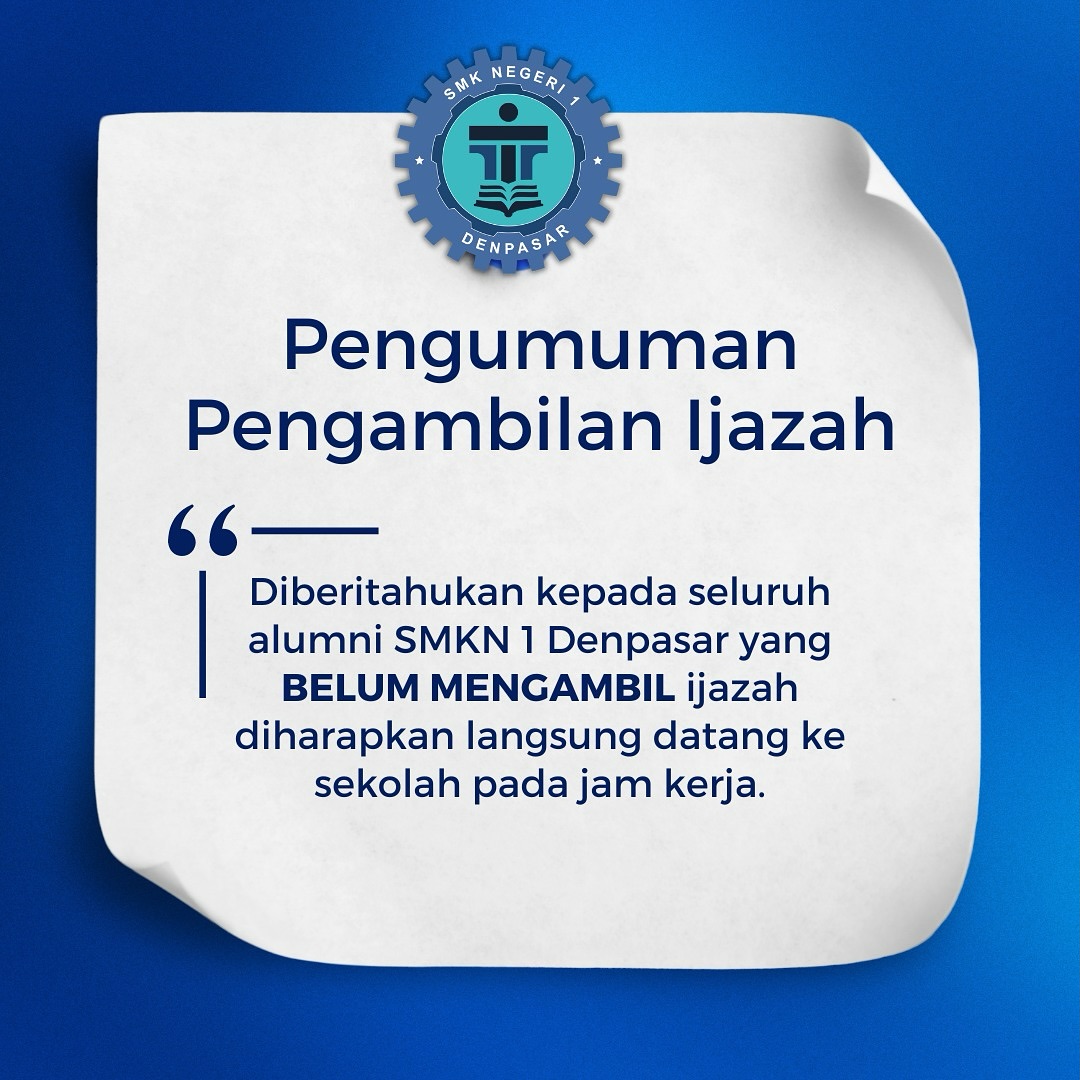 SMK NEGERI 1
DENPASAR
Pengumuman
Pengambilan Ijazah
“
Diberitahukan kepada seluruh
alumni SMKN 1 Denpasar yang
BELUM MENGAMBIL ijazah
diharapkan langsung datang ke
sekolah pada jam kerja.